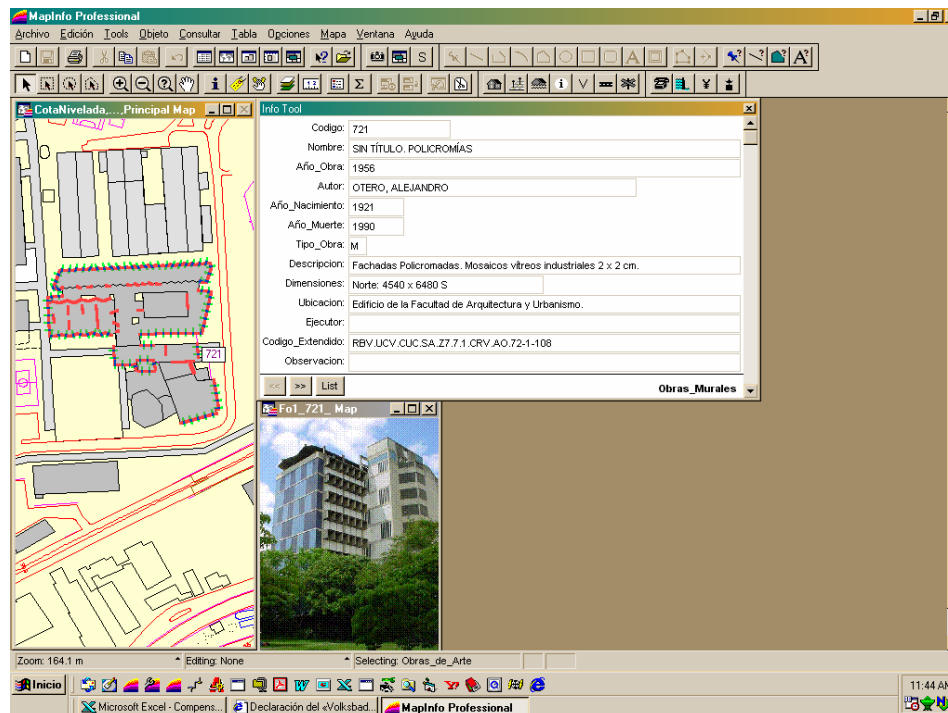 MapInfo Professional
Archivo Edición Tools Objeto Consultar Tabla Opciones Mapa Ventana Ayuda
CotaNivelada,...,Principal Map
721
Info Tool
Codigo: 721
Nombre: SIN TÍTULO. POLICROMÍAS
Año_Obra: 1956
Autor: OTERO, ALEJANDRO
Año_Nacimiento: 1921
Año_Muerte: 1990
Tipo_Obra: M
Descripcion: Fachadas Policromadas. Mosaicos vítreos industriales 2 x 2 cm.
Dimensiones: Norte: 4540 x 6480 S
Ubicacion: Edificio de la Facultad de Arquitectura y Urbanismo.
Ejecutor:
Codigo_Extendido: RBV.UCV.CUC.SA.Z7.7.1.CRV.AO.72-1-108
Observacion:
<< >> List Obras_Murales
Fo1_721_ Map
Zoom: 164.1 m Editing: None Selecting: Obras_de_Arte
Inicio 11:44 AM
Microsoft Excel - Compens... Declaración del «Volksbad... MapInfo Professional